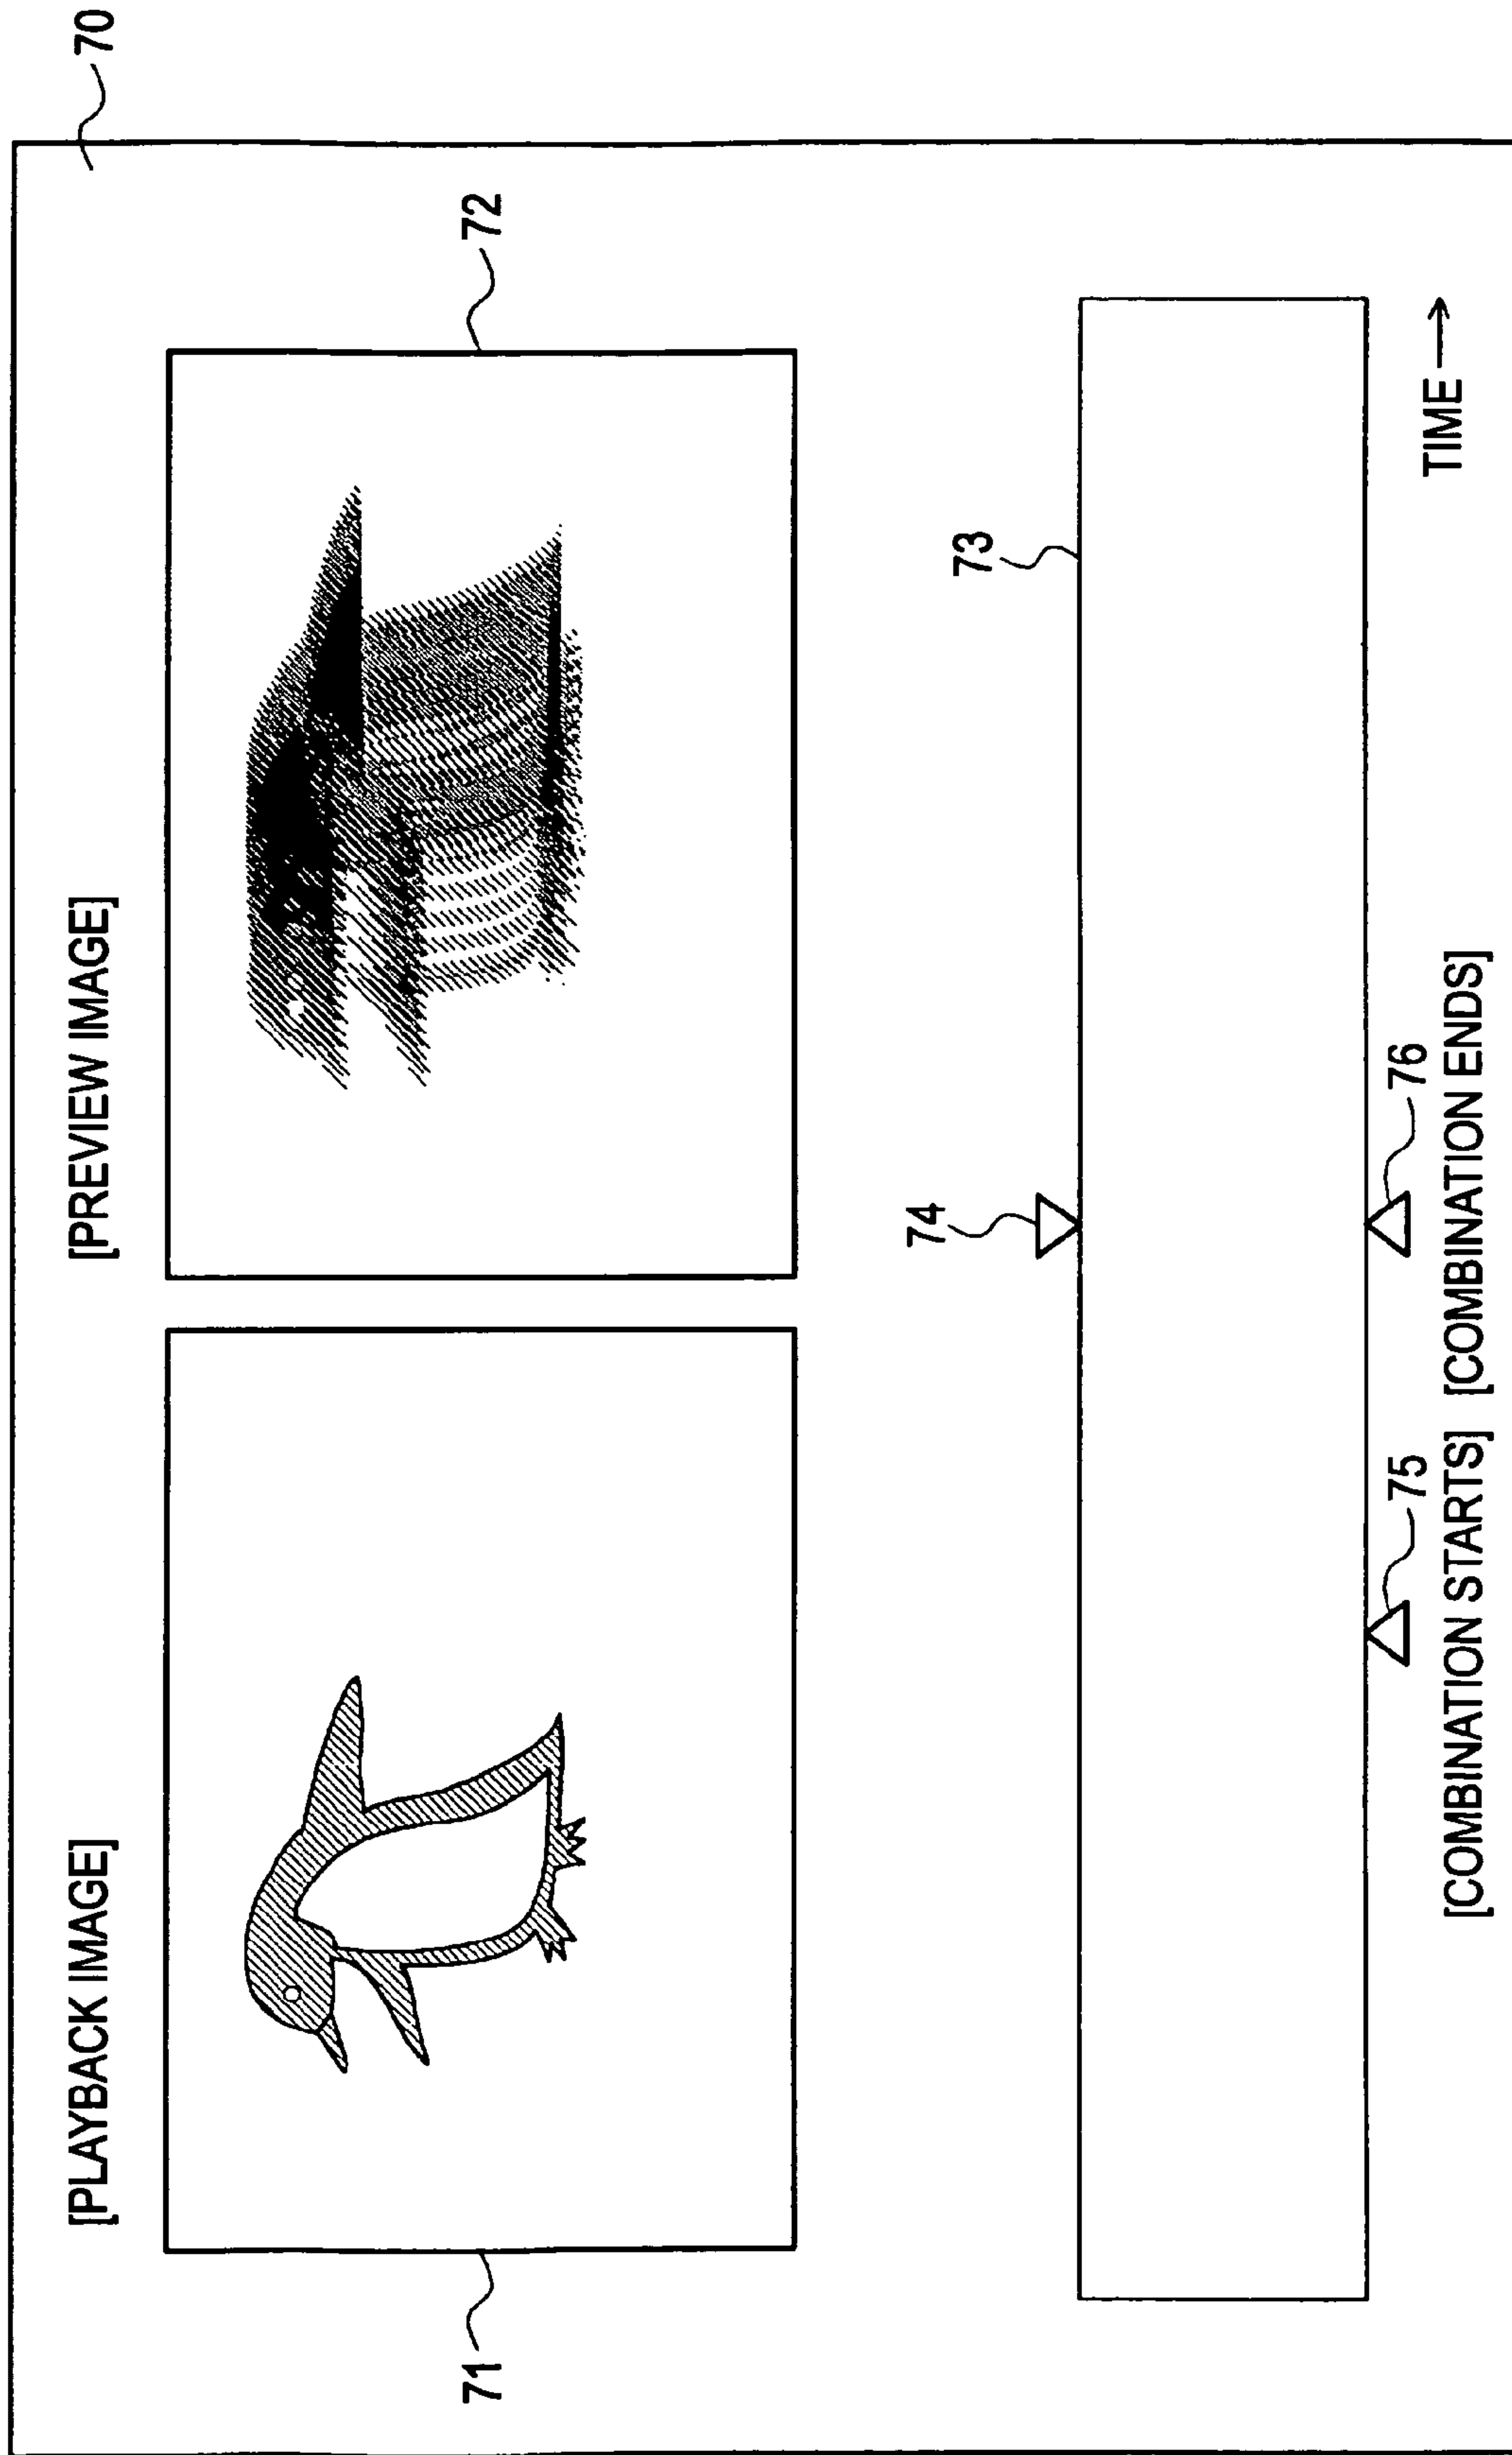 70
[PLAYBACK IMAGE]
[PREVIEW IMAGE]
71
72
73
74
75
76
[COMBINATION STARTS]
[COMBINATION ENDS]
TIME →